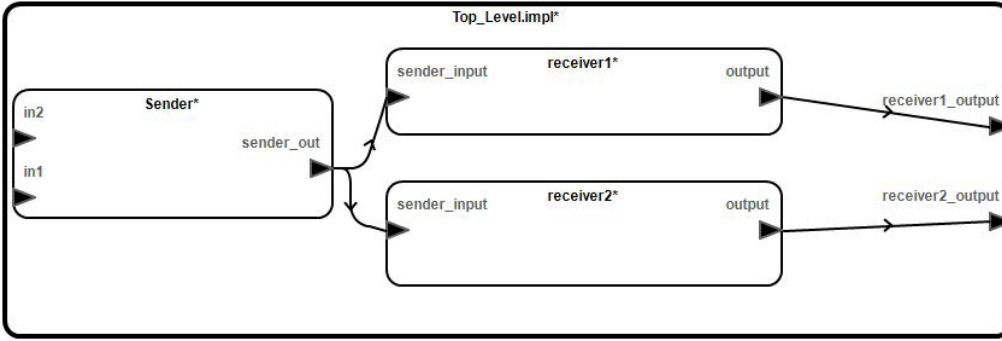 Top_Level.impl*
Sender*
in2
in1
sender_out
receiver1*
sender_input
output
receiver2*
sender_input
output
receiver1_output
receiver2_output